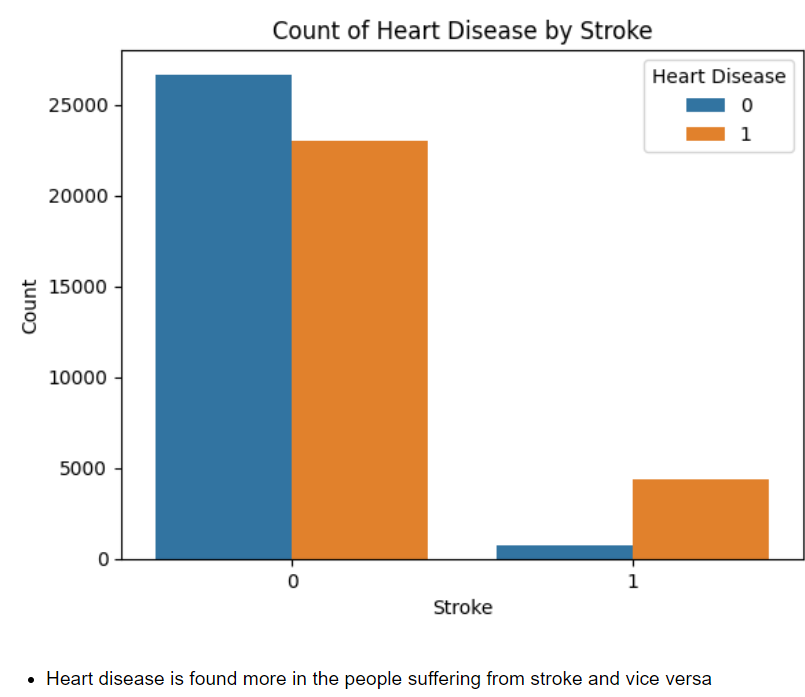 Count of Heart Disease by Stroke
Heart Disease
0
1
25000
20000
15000
10000
5000
0
Count
0
1
Stroke
• Heart disease is found more in the people suffering from stroke and vice versa